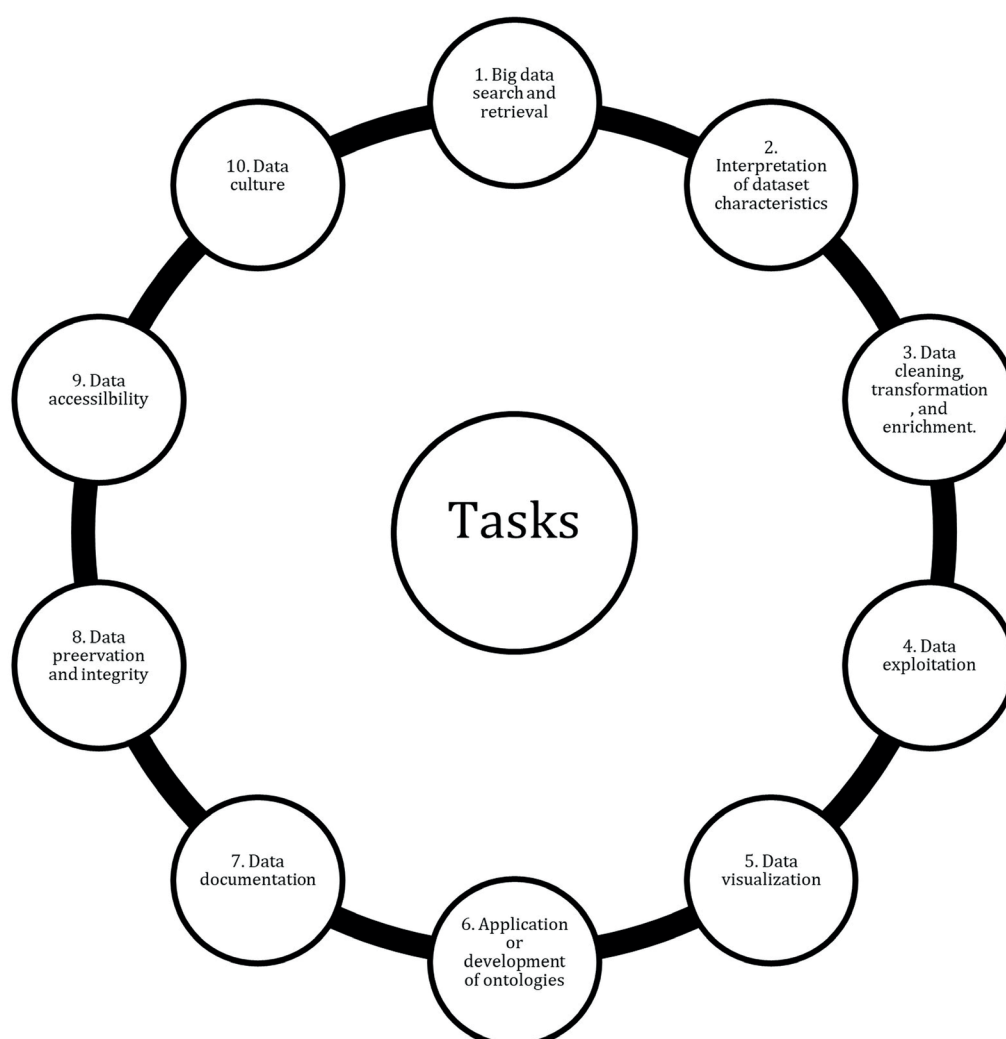 1. Big data
search and
retrieval
2.
Interpretation
of dataset
characteristics
3. Data
cleaning,
transformation
, and
enrichment.
4. Data
exploitation
5. Data
visualization
6. Application
or
development
of ontologies
7. Data
documentation
8. Data
preervation
and integrity
9. Data
accessilbility
10. Data
culture
Tasks